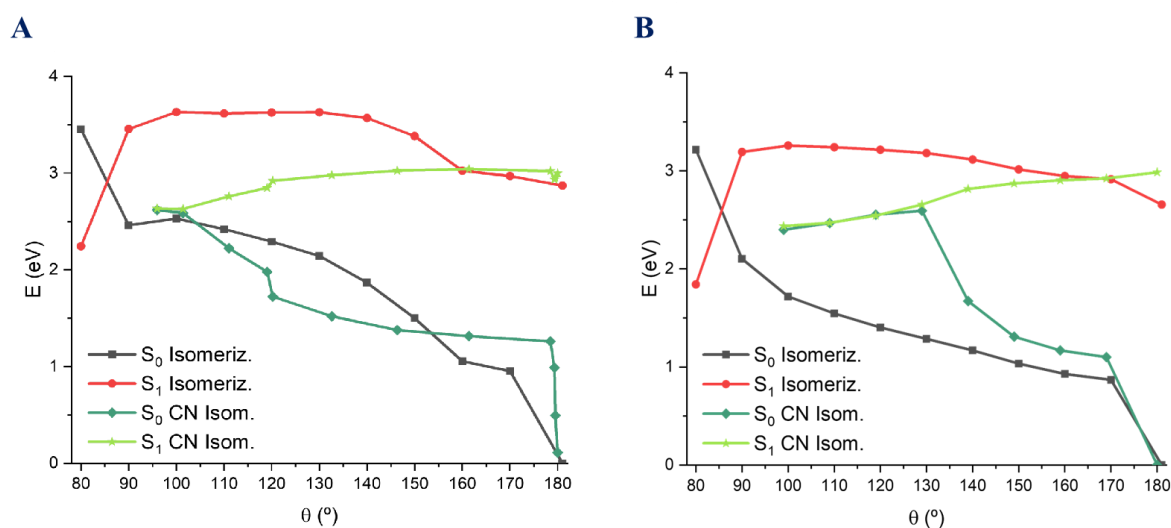 A
E (eV)
4
3
2
1
0
S₀ Isomeriz.
S₁ Isomeriz.
S₀ CN Isom.
S₁ CN Isom.
80 90 100 110 120 130 140 150 160 170 180
θ (º)
B
E (eV)
4
3
2
1
0
S₀ Isomeriz.
S₁ Isomeriz.
S₀ CN Isom.
S₁ CN Isom.
80 90 100 110 120 130 140 150 160 170 180
θ (º)